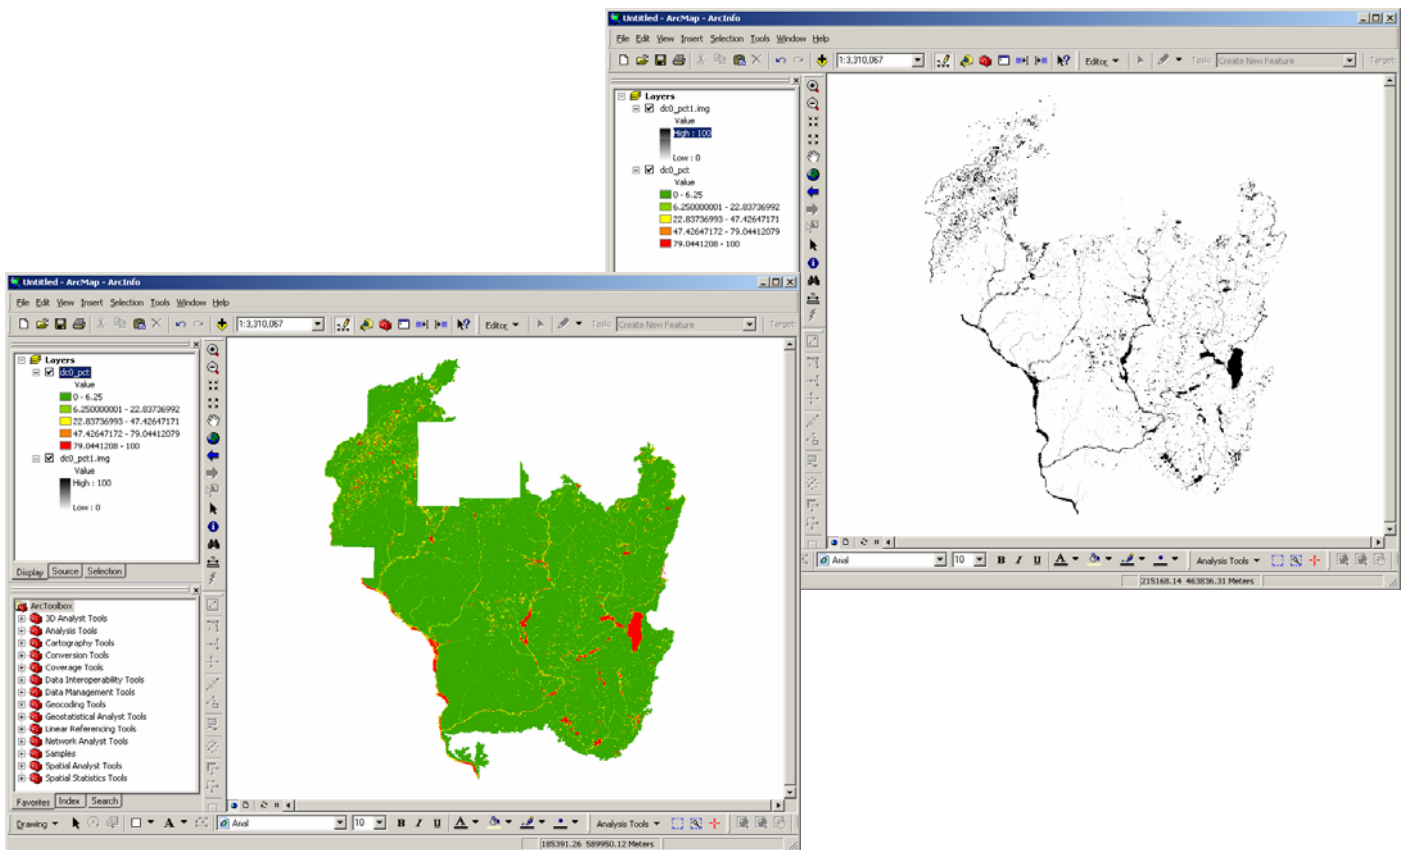 Untitled - ArcMap - ArcInfo
File Edit View Insert Selection Tools Window Help
1:3,310,067
Editor
Task:
Create New Feature
Target:
Layers
dc0_pct1.img
Value
High : 100
Low : 0
dc0_pct
Value
0 - 6.25
6.250000001 - 22.83736992
22.83736993 - 47.42647171
47.42647172 - 79.04412079
79.0441208 - 100
Arial
10
B I U A
Analysis Tools
215168.14 463836.31 Meters
Untitled - ArcMap - ArcInfo
File Edit View Insert Selection Tools Window Help
1:3,310,067
Editor
Task:
Create New Feature
Target:
Layers
dc0_pct
Value
0 - 6.25
6.250000001 - 22.83736992
22.83736993 - 47.42647171
47.42647172 - 79.04412079
79.0441208 - 100
dc0_pct1.img
Value
High : 100
Low : 0
Display Source Selection
ArcToolbox
3D Analyst Tools
Analysis Tools
Cartography Tools
Conversion Tools
Coverage Tools
Data Interoperability Tools
Data Management Tools
Geocoding Tools
Geostatistical Analyst Tools
Linear Referencing Tools
Network Analyst Tools
Samples
Spatial Analyst Tools
Spatial Statistics Tools
Favorites Index Search
Drawing
A
Arial
10
B I U A
Analysis Tools
185391.26 589950.12 Meters